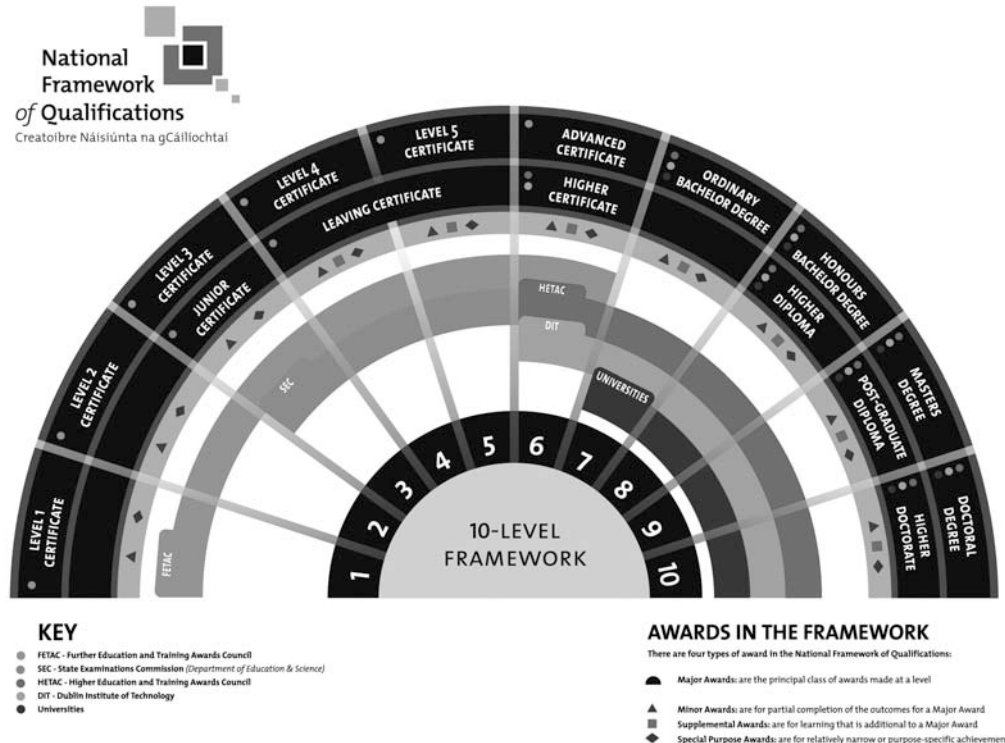 National
Framework
of Qualifications
Creatoibre Náisiúnta na gCáilíochtaí
LEVEL 1
CERTIFICATE
LEVEL 2
CERTIFICATE
LEVEL 3
CERTIFICATE
JUNIOR
CERTIFICATE
LEVEL 4
CERTIFICATE
LEVEL 5
CERTIFICATE
LEAVING CERTIFICATE
ADVANCED
CERTIFICATE
HIGHER
CERTIFICATE
ORDINARY
BACHELOR DEGREE
HONOURS
BACHELOR DEGREE
HIGHER
DIPLOMA
MASTERS
DEGREE
POST-GRADUATE
DIPLOMA
DOCTORAL
DEGREE
HIGHER
DOCTORATE
FETAC
SEC
HETAC
DIT
UNIVERSITIES
1
2
3
4
5
6
7
8
9
10
10-LEVEL
FRAMEWORK
KEY
FETAC - Further Education and Training Awards Council
SEC - State Examinations Commission (Department of Education & Science)
HETAC - Higher Education and Training Awards Council
DIT - Dublin Institute of Technology
Universities
AWARDS IN THE FRAMEWORK
There are four types of award in the National Framework of Qualifications:
Major Awards: are the principal class of awards made at a level
Minor Awards: are for partial completion of the outcomes for a Major Award
Supplemental Awards: are for learning that is additional to a Major Award
Special Purpose Awards: are for relatively narrow or purpose-specific achievemen